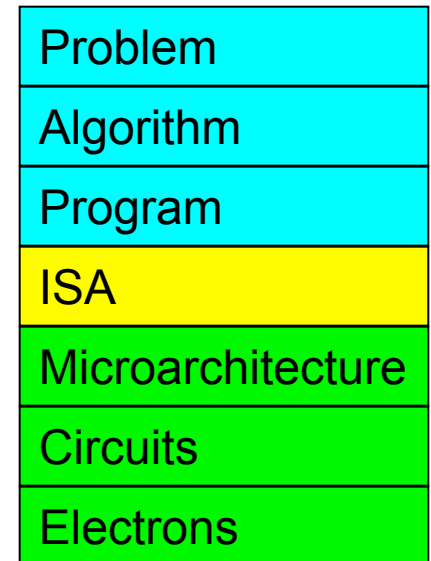 Problem
Algorithm
Program
ISA
Microarchitecture
Circuits
Electrons